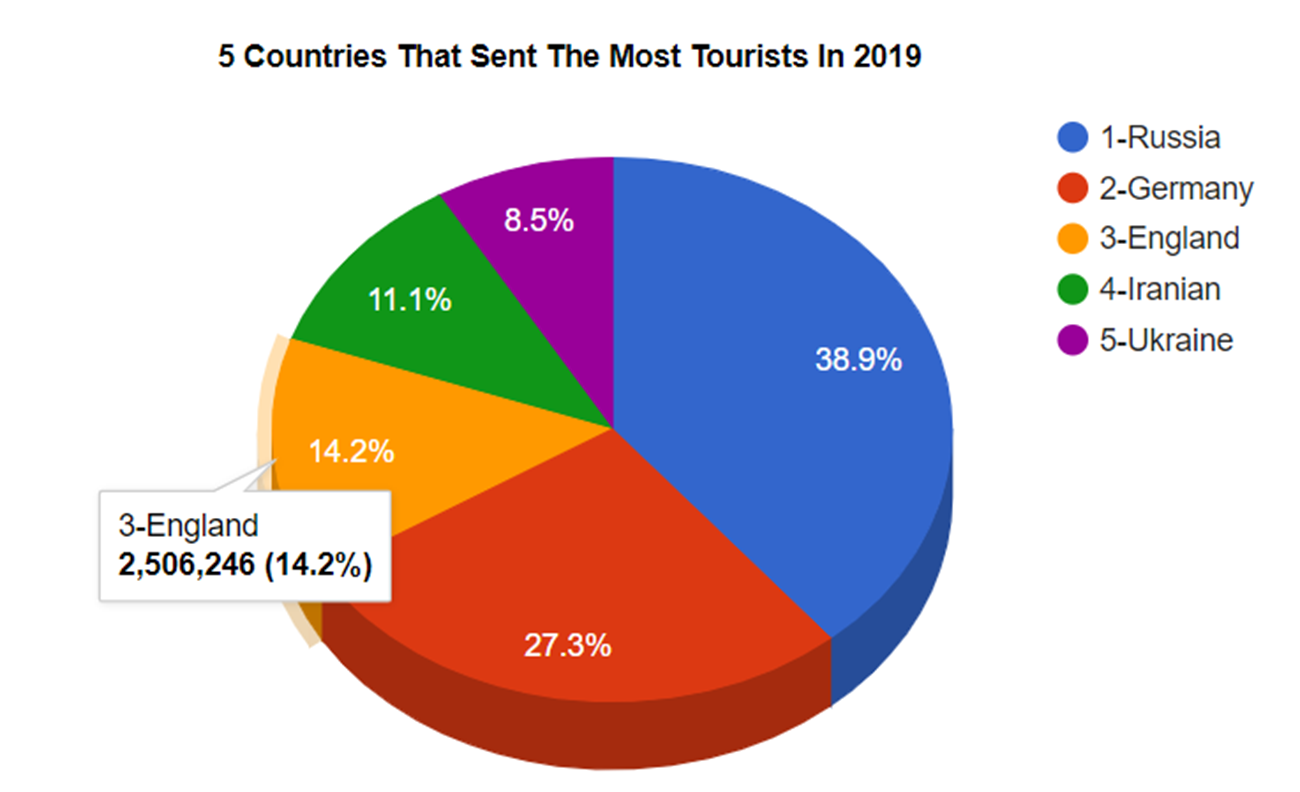 5 Countries That Sent The Most Tourists In 2019
1-Russia
2-Germany
3-England
4-Iranian
5-Ukraine
8.5%
11.1%
38.9%
14.2%
3-England
2,506,246 (14.2%)
27.3%